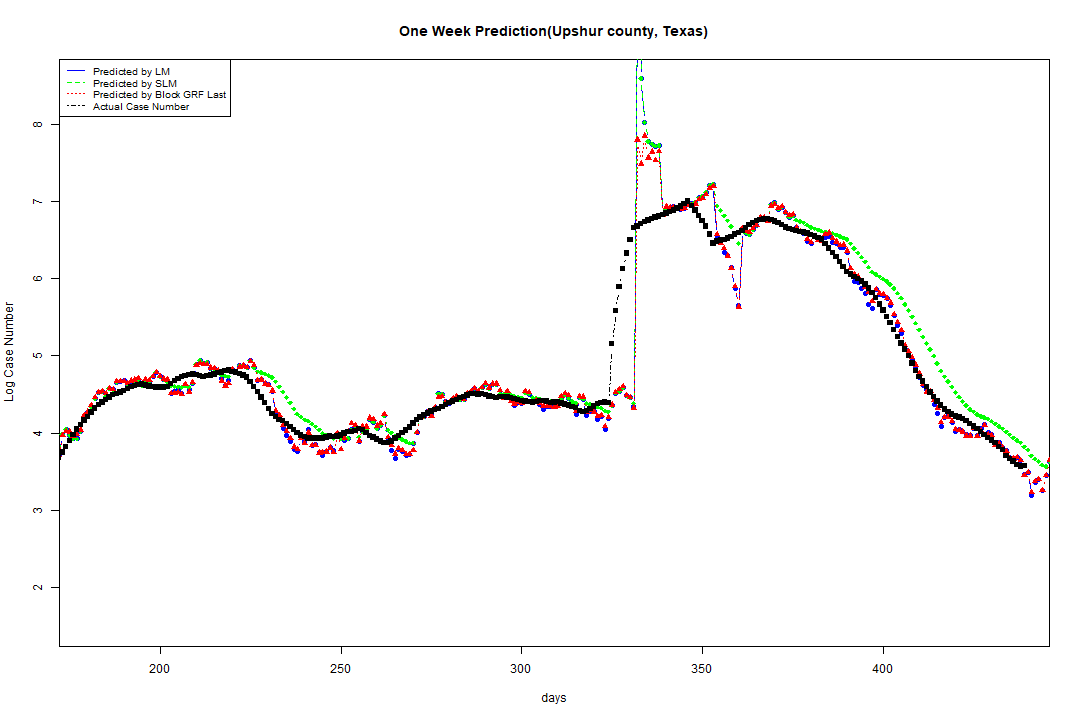 One Week Prediction(Upshur county, Texas)
Predicted by LM
Predicted by SLM
Predicted by Block GRF Last
Actual Case Number
8
7
6
5
4
3
2
Log Case Number
200
250
300
350
400
days